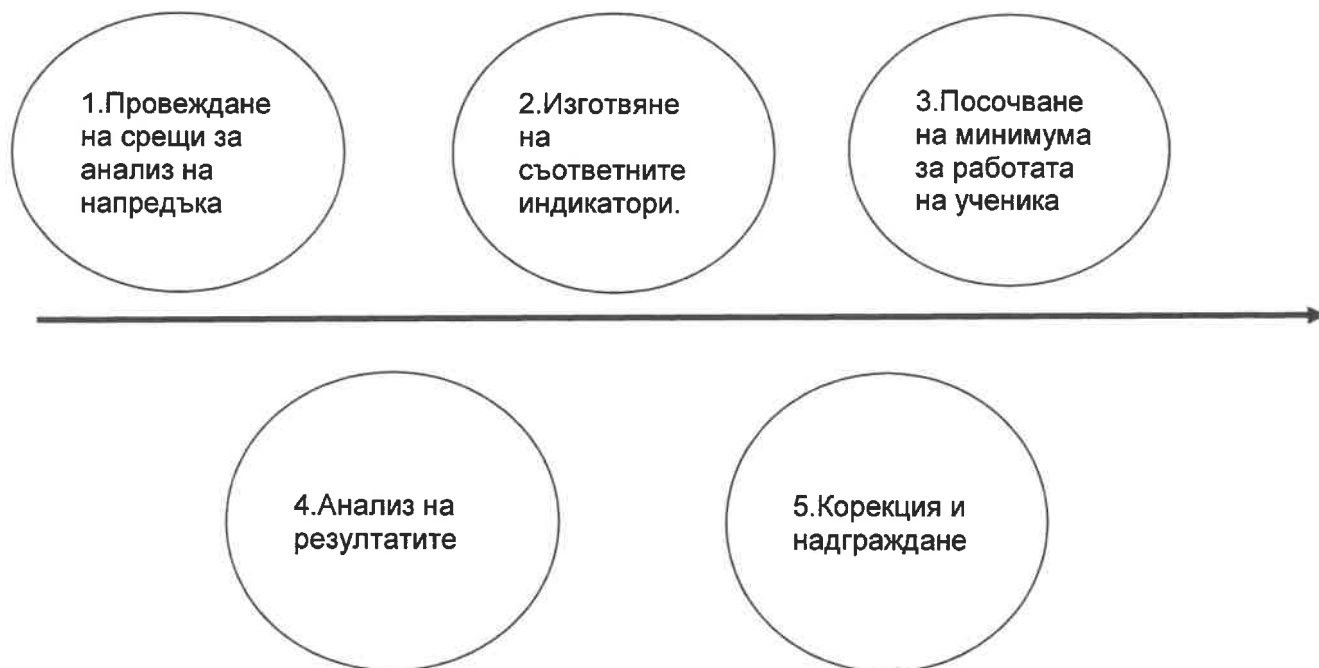 1.Провеждане
на срещи за
анализ на
напредъка
2.Изготвяне
на
съответните
индикатори.
3.Посочване
на минимума
за работата
на ученика
4.Анализ на
резултатите
5.Корекция и
надграждане